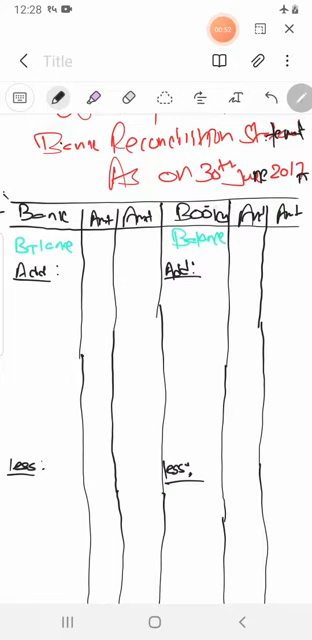 12:28 ९५
00:52
Title
Bank Reconciliation Statement
As on 30th June 2017
Bank Amt Amt Books Amt Amt
Balance Balance
Add: Add:
less: less: